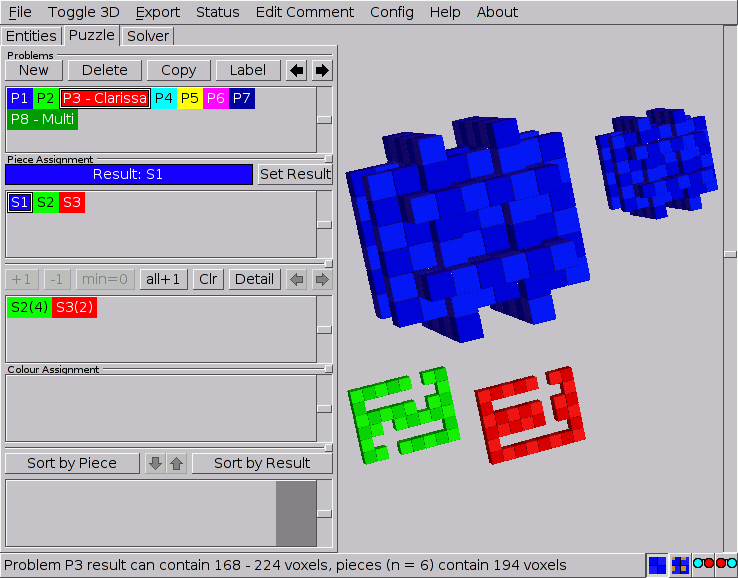 File Toggle 3D Export Status Edit Comment Config Help About
Entities Puzzle Solver
Problems
New Delete Copy Label
P1 P2 P3 - Clarissa P4 P5 P6 P7
P8 - Multi
Piece Assignment
Result: S1 Set Result
S1 S2 S3
+1 -1 min=0 all+1 Clr Detail
S2(4) S3(2)
Colour Assignment
Sort by Piece Sort by Result
Problem P3 result can contain 168 - 224 voxels, pieces (n = 6) contain 194 voxels